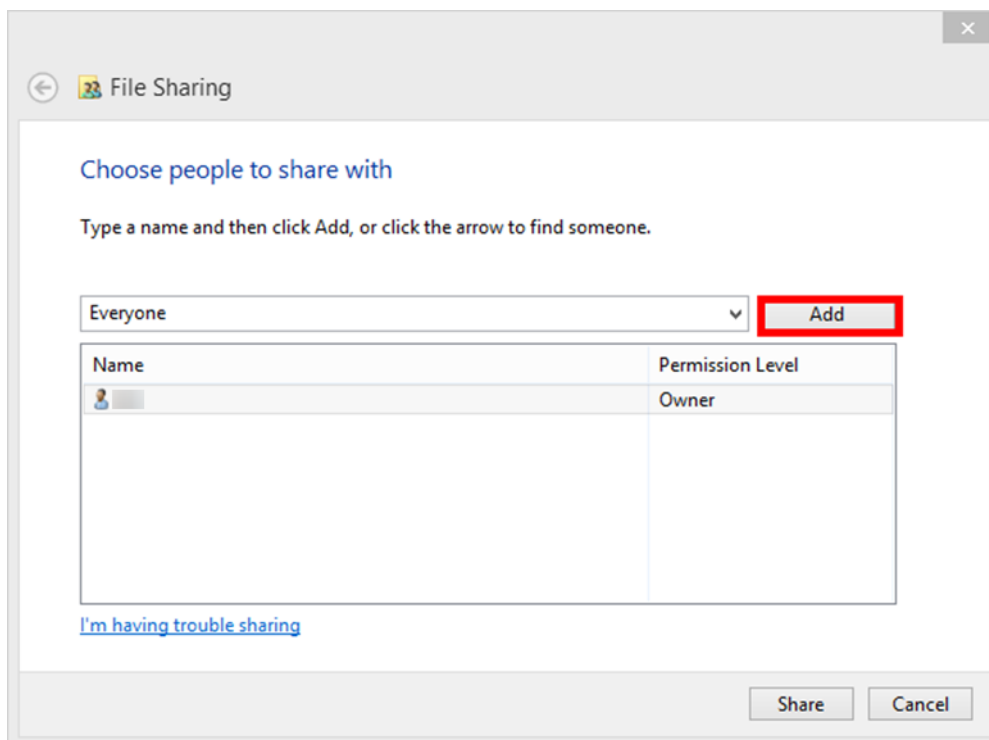 File Sharing
Choose people to share with
Type a name and then click Add, or click the arrow to find someone.
Everyone
Add
Name
Permission Level
Owner
I'm having trouble sharing
Share
Cancel